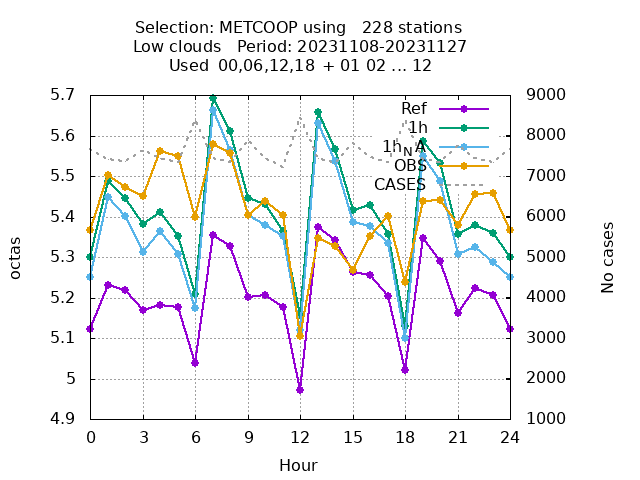 Selection: METCOOP using   228 stations
Low clouds   Period: 20231108-20231127
Used  00,06,12,18  + 01 02 ... 12
5.7
5.6
5.5
5.4
5.3
5.2
5.1
5
4.9
9000
8000
7000
6000
5000
4000
3000
2000
1000
octas
No cases
Ref
1h
1h_NA
OBS
CASES
0 3 6 9 12 15 18 21 24
Hour